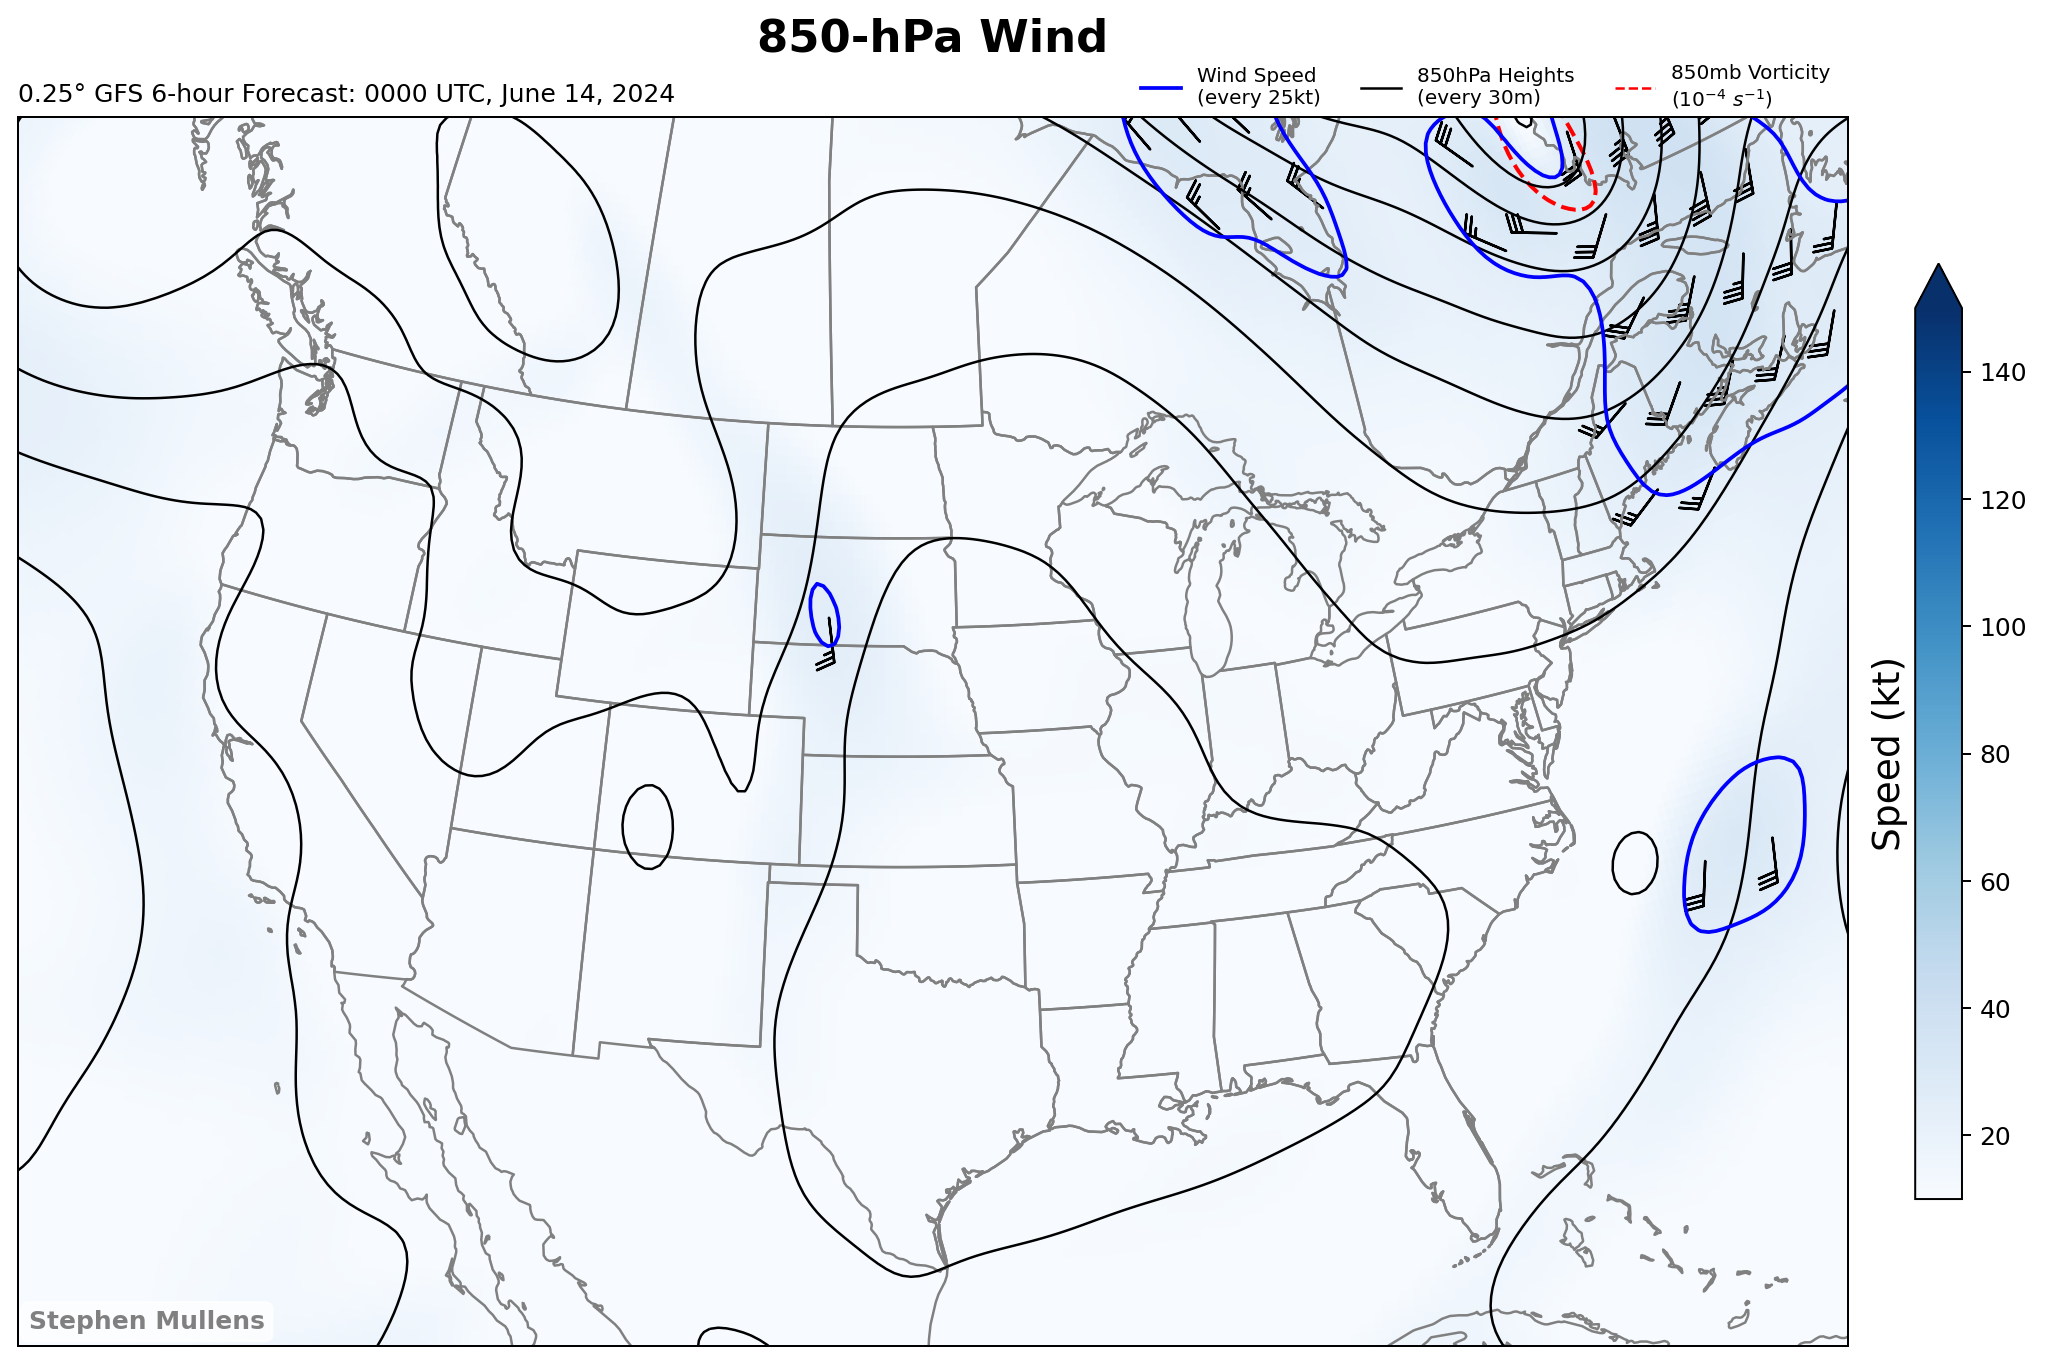 850-hPa Wind
0.25° GFS 6-hour Forecast: 0000 UTC, June 14, 2024
Wind Speed
(every 25kt)
850hPa Heights
(every 30m)
850mb Vorticity
(10⁻⁴ s⁻¹)
140
120
100
80
60
40
20
Speed (kt)
Stephen Mullens